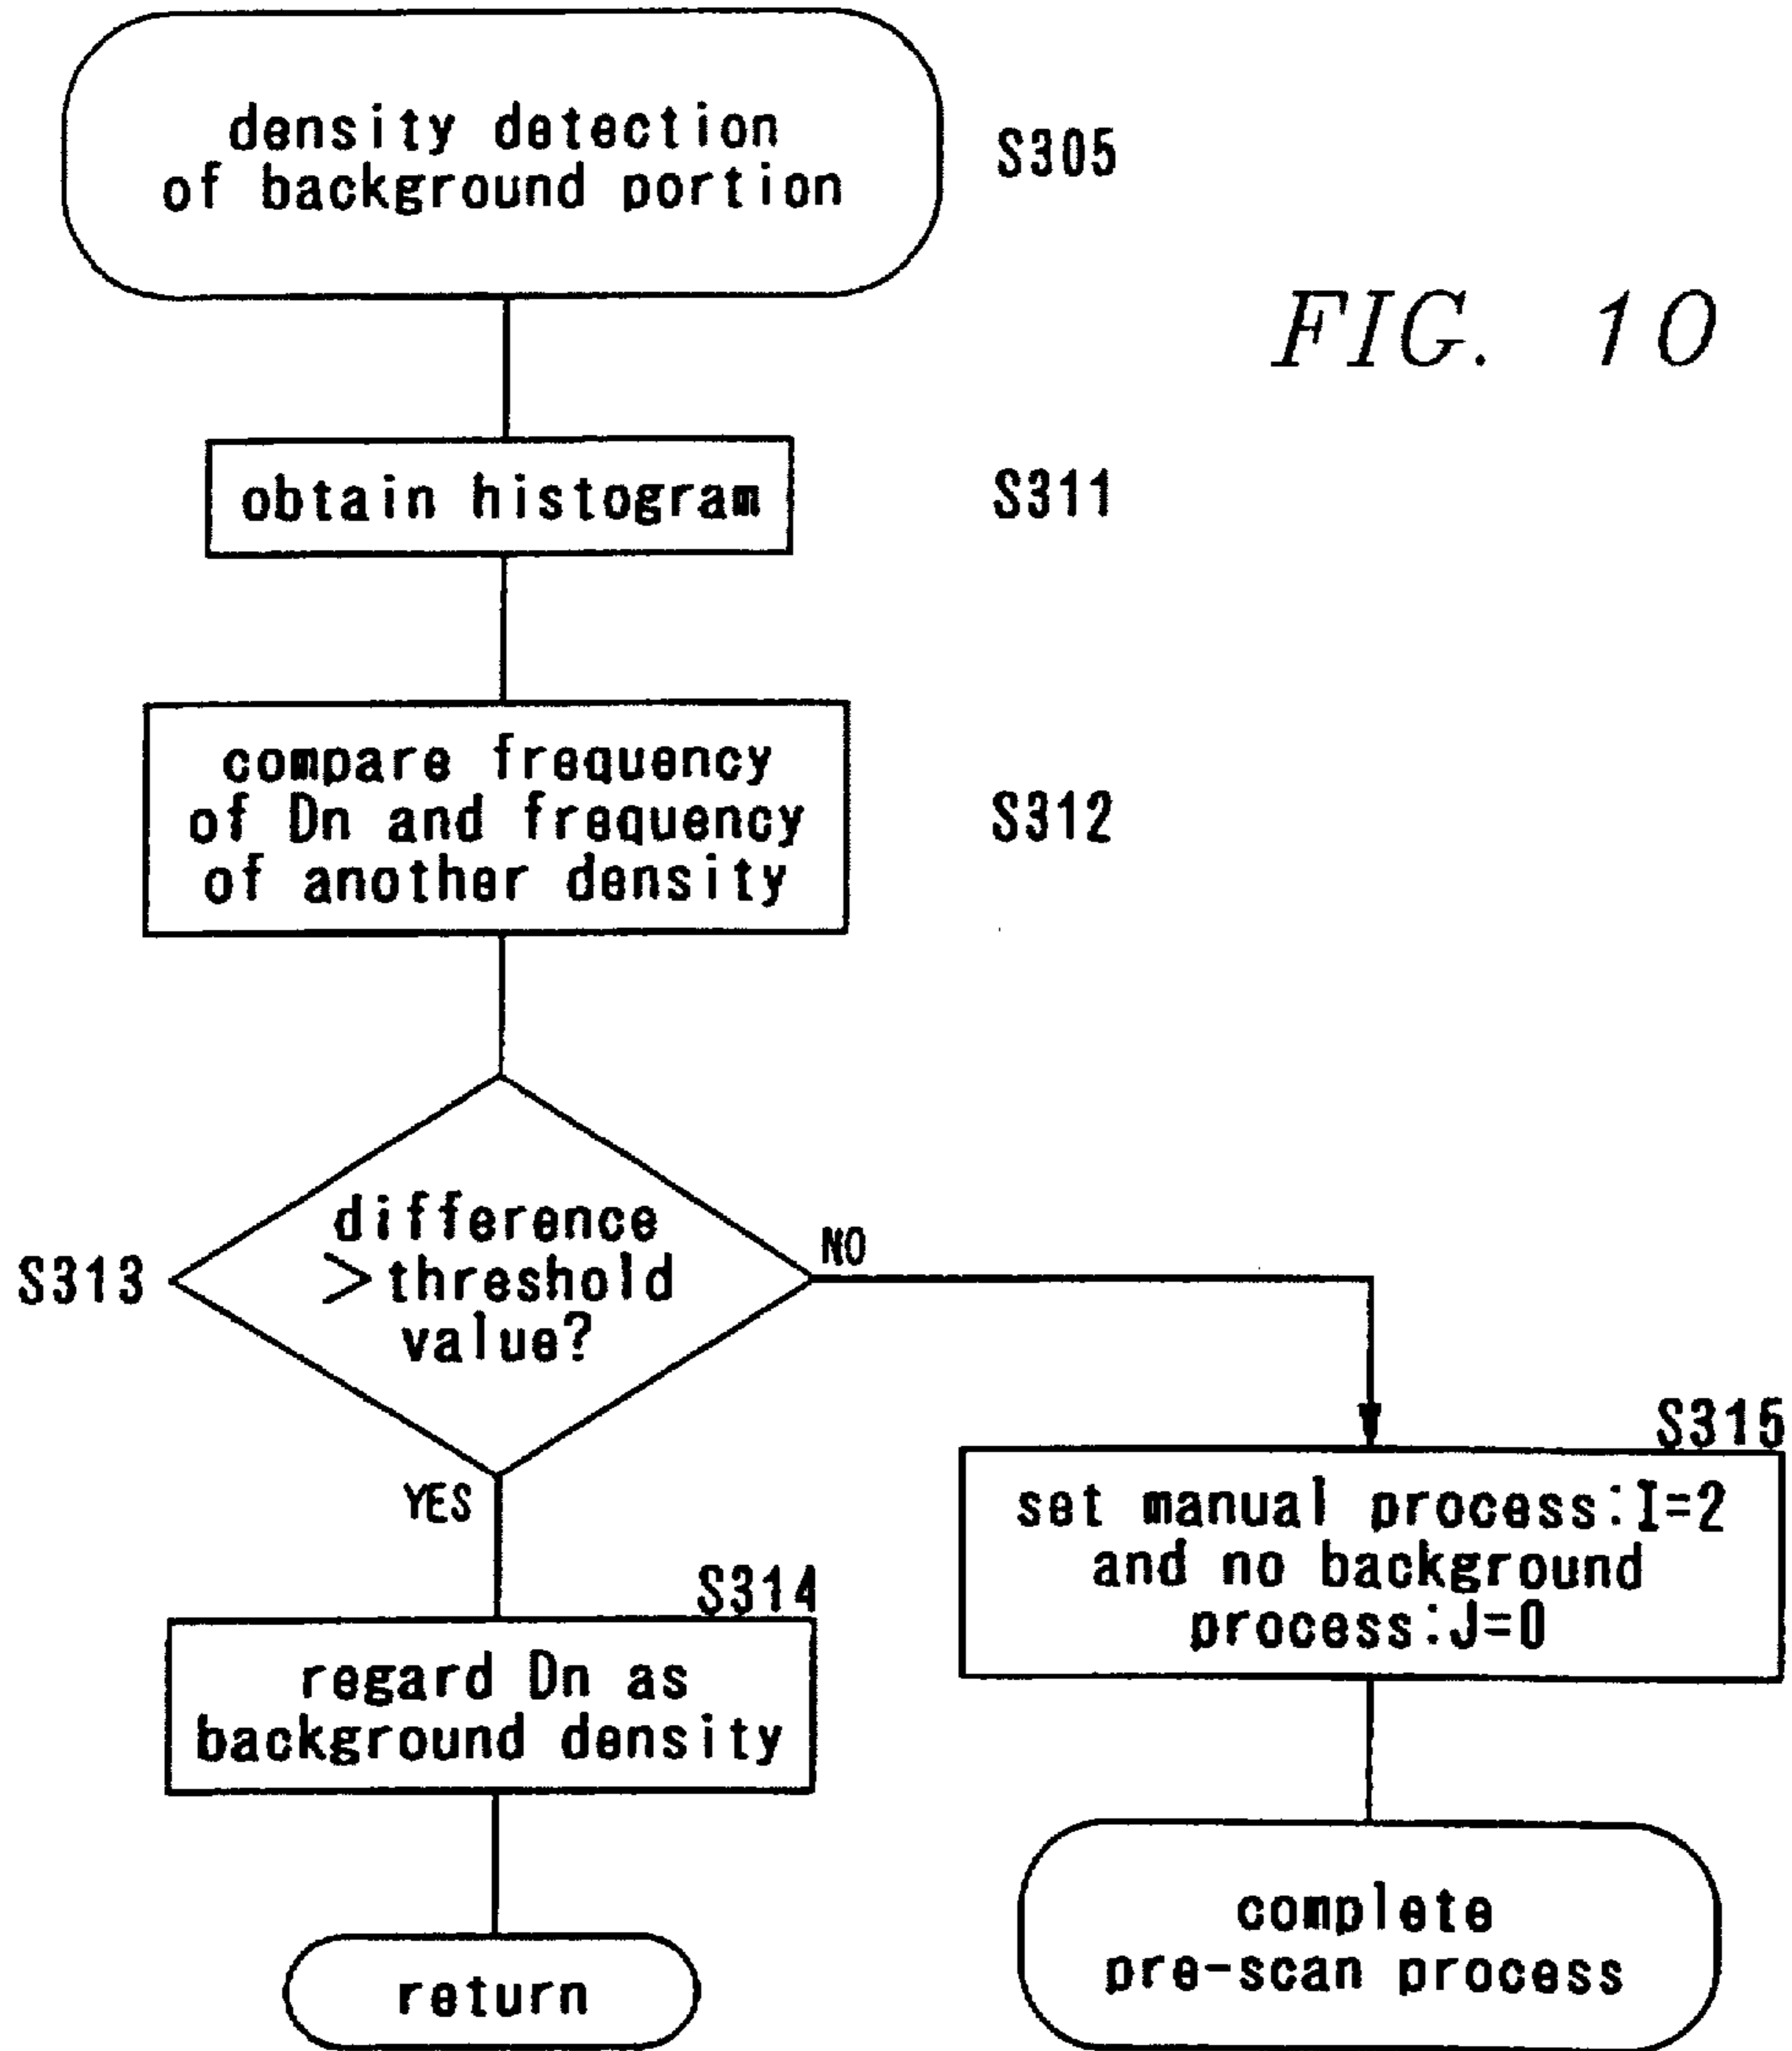 density detection
of background portion
S305
FIG. 10
obtain histogram
S311
compare frequency
of Dn and frequency
of another density
S312
difference
>threshold
value?
S313
NO
YES
S315
set manual process:I=2
and no background
process:J=0
S314
regard Dn as
background density
complete
pre-scan process
return